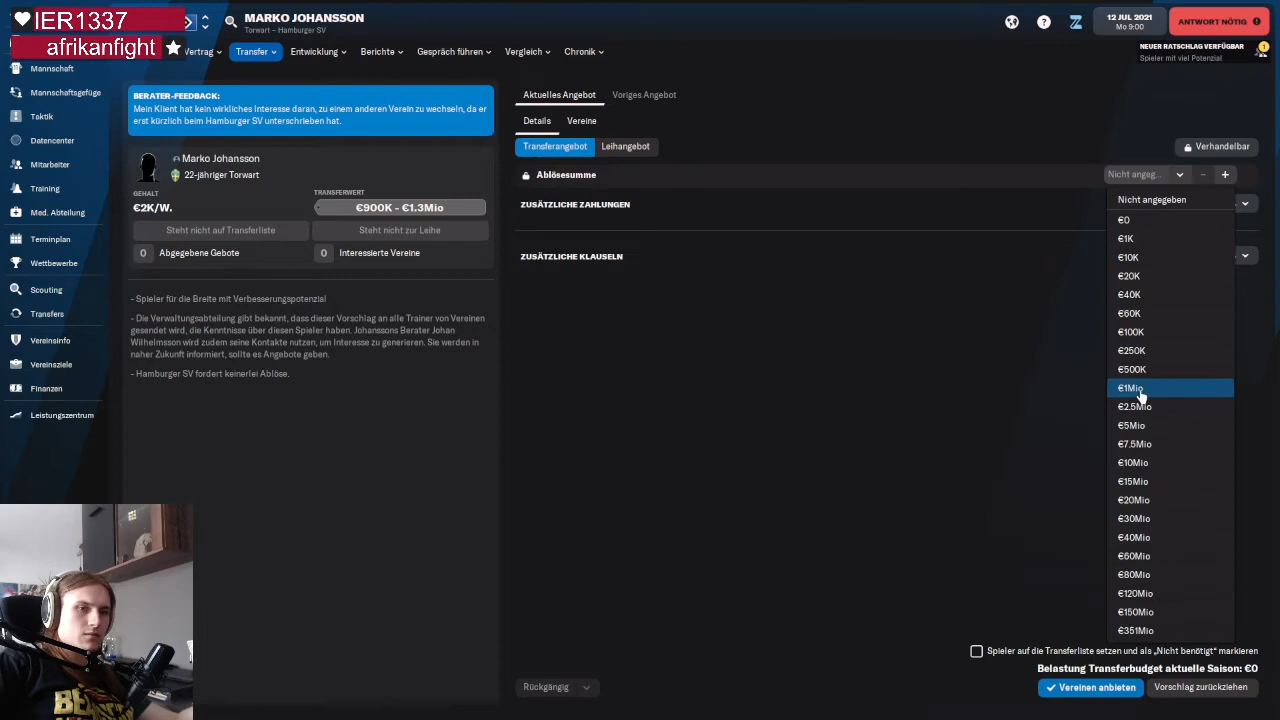 IER1337
afrikanfight
MARKO JOHANSSON
Torwart – Hamburger SV
12 JUL 2021
Mo 9:00
ANTWORT NÖTIG
NEUER RATSCHLAG VERFÜGBAR
Spieler mit viel Potenzial
1
Vertrag
Transfer
Entwicklung
Berichte
Gespräch führen
Vergleich
Chronik
Mannschaft
Mannschaftsgefüge
Taktik
Datencenter
Mitarbeiter
Training
Med. Abteilung
Terminplan
Wettbewerbe
Scouting
Transfers
Vereinsinfo
Vereinsziele
Finanzen
Leistungszentrum
BERATER-FEEDBACK:
Mein Klient hat kein wirkliches Interesse daran, zu einem anderen Verein zu wechseln, da er
erst kürzlich beim Hamburger SV unterschrieben hat.
Marko Johansson
22-jähriger Torwart
GEHALT
€2K/W.
TRANSFERWERT
€900K - €1.3Mio
Steht nicht auf Transferliste
Steht nicht zur Leihe
0 Abgegebene Gebote
0 Interessierte Vereine
- Spieler für die Breite mit Verbesserungspotenzial
- Die Verwaltungsabteilung gibt bekannt, dass dieser Vorschlag an alle Trainer von Vereinen
gesendet wird, die Kenntnisse über diesen Spieler haben. Johanssons Berater Johan
Wilhelmsson wird zudem seine Kontakte nutzen, um Interesse zu generieren. Sie werden in
naher Zukunft informiert, sollte es Angebote geben.
- Hamburger SV fordert keinerlei Ablöse.
Aktuelles Angebot
Voriges Angebot
Details
Vereine
Transferangebot
Leihangebot
Verhandelbar
Ablösesumme
Nicht angeg...
ZUSÄTZLICHE ZAHLUNGEN
ZUSÄTZLICHE KLAUSELN
Nicht angegeben
€0
€1K
€10K
€20K
€40K
€60K
€100K
€250K
€500K
€1Mio
€2.5Mio
€5Mio
€7.5Mio
€10Mio
€15Mio
€20Mio
€30Mio
€40Mio
€60Mio
€80Mio
€120Mio
€150Mio
€351Mio
Spieler auf die Transferliste setzen und als „Nicht benötigt" markieren
Belastung Transferbudget aktuelle Saison: €0
Rückgängig
Vereinen anbieten
Vorschlag zurückziehen